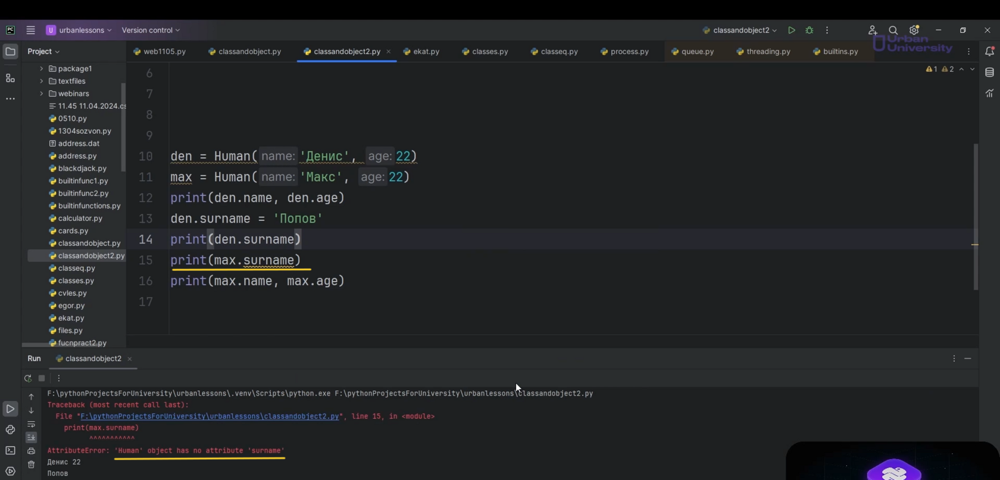 PC
U urbanlessons
Version control
classandobject2
Urban
University
Project
web1105.py
classandobject.py
classandobject2.py
ekat.py
classes.py
classeq.py
process.py
queue.py
threading.py
builtins.py
package1
textfiles
webinars
11.45 11.04.2024.cs
0510.py
1304sozvon.py
address.dat
address.py
blackdjack.py
builtinfunc1.py
builtinfunc2.py
builtinfunctions.py
calculator.py
cards.py
classandobject.py
classandobject2.py
classeq.py
classes.py
cvles.py
egor.py
ekat.py
files.py
fucnpract2.py
1 2
6
7
8
9
10 den = Human( name: 'Денис', age: 22)
11 max = Human( name: 'Макс', age: 22)
12 print(den.name, den.age)
13 den.surname = 'Попов'
14 print(den.surname)
15 print(max.surname)
16 print(max.name, max.age)
17
Run classandobject2
F:\pythonProjectsForUniversity\urbanlessons\.venv\Scripts\python.exe F:\pythonProjectsForUniversity\urbanlessons\classandobject2.py
Traceback (most recent call last):
File "F:\pythonProjectsForUniversity\urbanlessons\classandobject2.py", line 15, in <module>
print(max.surname)
^^^^^^^^^^^
AttributeError: 'Human' object has no attribute 'surname'
Денис 22
Попов